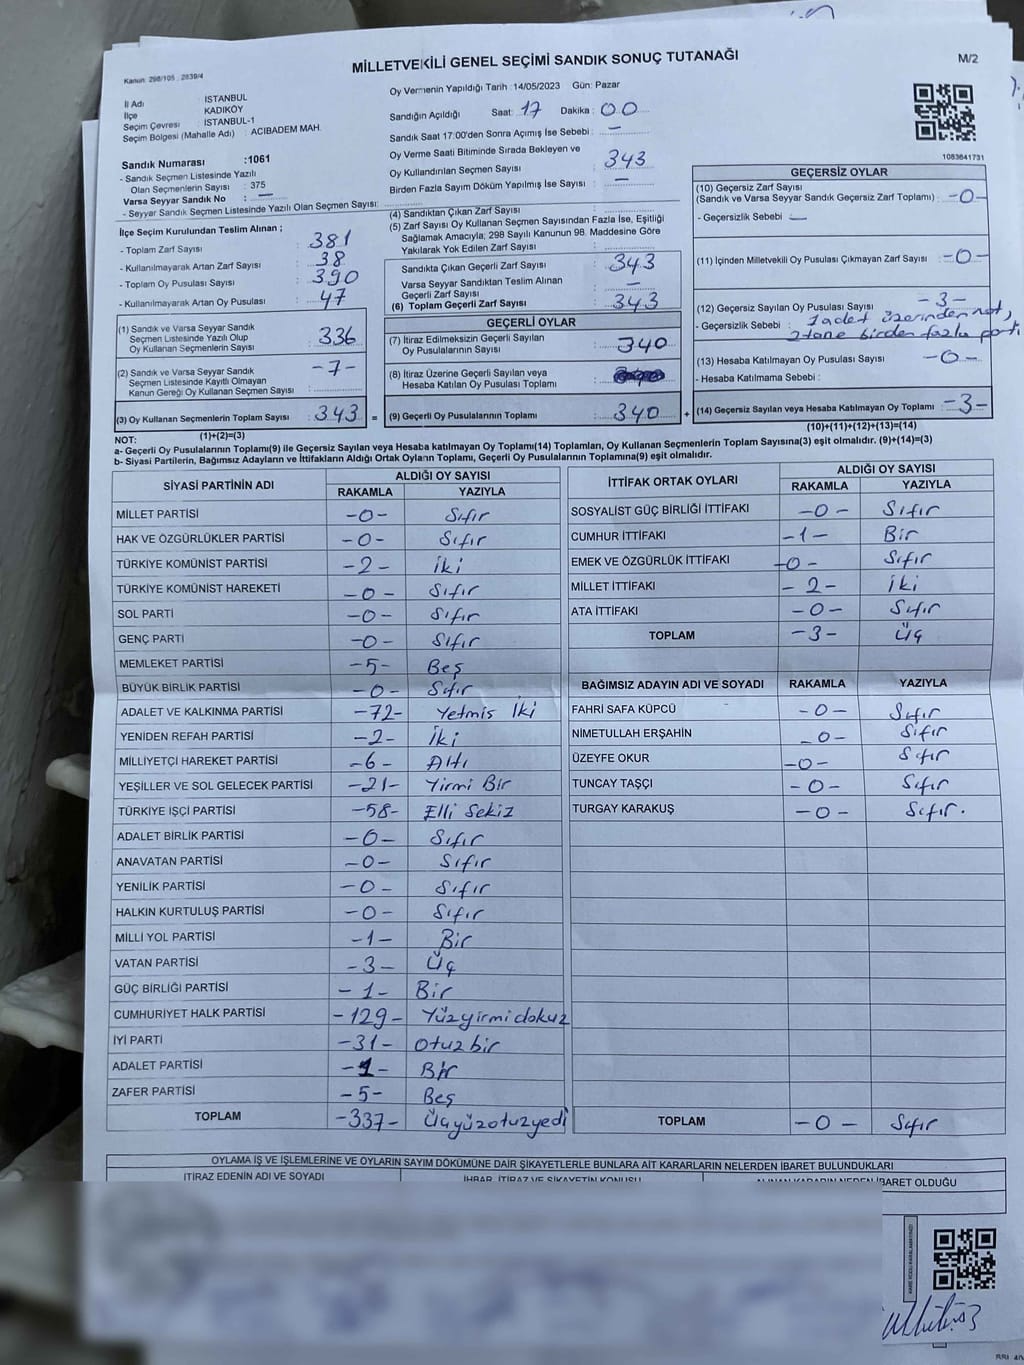 MİLLETVEKİLİ GENEL SEÇİMİ SANDIK SONUÇ TUTANAĞI
M/2
Kanun: 298/105 ; 2839/4
Oy Vermenin Yapıldığı Tarih :14/05/2023 Gün: Pazar
İl Adı : İSTANBUL
İlçe : KADIKÖY
Seçim Çevresi : İSTANBUL-1
Seçim Bölgesi (Mahalle Adı) : ACIBADEM MAH.
Sandık Numarası :1061
- Sandık Seçmen Listesinde Yazılı
Olan Seçmenlerin Sayısı : 375
Varsa Seyyar Sandık No : —
- Seyyar Sandık Seçmen Listesinde Yazılı Olan Seçmen Sayısı:
Sandığın Açıldığı Saat: 17 Dakika : 00
Sandık Saat 17:00'den Sonra Açımış İse Sebebi : —
Oy Verme Saati Bitiminde Sırada Bekleyen ve
Oy Kullandırılan Seçmen Sayısı : 343
Birden Fazla Sayım Döküm Yapılmış İse Sayısı : —
1083641731
İlçe Seçim Kurulundan Teslim Alınan ;
- Toplam Zarf Sayısı : 381
- Kullanılmayarak Artan Zarf Sayısı : 38
- Toplam Oy Pusulası Sayısı : 390
- Kullanılmayarak Artan Oy Pusulası : 47
(1) Sandık ve Varsa Seyyar Sandık
Seçmen Listesinde Yazılı Olup
Oy Kullanan Seçmenlerin Sayısı : 336
(2) Sandık ve Varsa Seyyar Sandık
Seçmen Listesinde Kayıtlı Olmayan
Kanun Gereği Oy Kullanan Seçmen Sayısı : -7-
(3) Oy Kullanan Seçmenlerin Toplam Sayısı : 343 =
(1)+(2)=(3)
(4) Sandıktan Çıkan Zarf Sayısı :
(5) Zarf Sayısı Oy Kullanan Seçmen Sayısından Fazla İse, Eşitliği
Sağlamak Amacıyla; 298 Sayılı Kanunun 98. Maddesine Göre
Yakılarak Yok Edilen Zarf Sayısı :
Sandıkta Çıkan Geçerli Zarf Sayısı : 343
Varsa Seyyar Sandıktan Teslim Alınan
Geçerli Zarf Sayısı : —
(6) Toplam Geçerli Zarf Sayısı : 343
GEÇERLİ OYLAR
(7) İtiraz Edilmeksizin Geçerli Sayılan
Oy Pusulalarının Sayısı : 340
(8) İtiraz Üzerine Geçerli Sayılan veya
Hesaba Katılan Oy Pusulası Toplamı :
(9) Geçerli Oy Pusulalarının Toplamı : 340 +
GEÇERSİZ OYLAR
(10) Geçersiz Zarf Sayısı
(Sandık ve Varsa Seyyar Sandık Geçersiz Zarf Toplamı) : -0-
- Geçersizlik Sebebi : —
(11) İçinden Milletvekili Oy Pusulası Çıkmayan Zarf Sayısı : -0-
(12) Geçersiz Sayılan Oy Pusulası Sayısı : -3-
- Geçersizlik Sebebi : 1 adet üzerinden not,
2 tane birden fazla parti
(13) Hesaba Katılmayan Oy Pusulası Sayısı : -0-
- Hesaba Katılmama Sebebi :
(14) Geçersiz Sayılan veya Hesaba Katılmayan Oy Toplamı : -3-
(10)+(11)+(12)+(13)=(14)
NOT:
a- Geçerli Oy Pusulalarının Toplamı(9) ile Geçersiz Sayılan veya Hesaba katılmayan Oy Toplamı(14) Toplamları, Oy Kullanan Seçmenlerin Toplam Sayısına(3) eşit olmalıdır. (9)+(14)=(3)
b- Siyasi Partilerin, Bağımsız Adayların ve İttifakların Aldığı Ortak Oyların Toplamı, Geçerli Oy Pusulalarının Toplamına(9) eşit olmalıdır.
SİYASİ PARTİNİN ADI
ALDIĞI OY SAYISI
RAKAMLA YAZIYLA
MİLLET PARTİSİ -0- Sıfır
HAK VE ÖZGÜRLÜKLER PARTİSİ -0- Sıfır
TÜRKİYE KOMÜNİST PARTİSİ -2- İki
TÜRKİYE KOMÜNİST HAREKETİ -0- Sıfır
SOL PARTİ -0- Sıfır
GENÇ PARTİ -0- Sıfır
MEMLEKET PARTİSİ -5- Beş
BÜYÜK BİRLİK PARTİSİ -0- Sıfır
ADALET VE KALKINMA PARTİSİ -72- Yetmis İki
YENİDEN REFAH PARTİSİ -2- İki
MİLLİYETÇİ HAREKET PARTİSİ -6- Altı
YEŞİLLER VE SOL GELECEK PARTİSİ -21- Yirmi Bir
TÜRKİYE İŞÇİ PARTİSİ -58- Elli Sekiz
ADALET BİRLİK PARTİSİ -0- Sıfır
ANAVATAN PARTİSİ -0- Sıfır
YENİLİK PARTİSİ -0- Sıfır
HALKIN KURTULUŞ PARTİSİ -0- Sıfır
MİLLİ YOL PARTİSİ -1- Bir
VATAN PARTİSİ -3- Üç
GÜÇ BİRLİĞİ PARTİSİ -1- Bir
CUMHURİYET HALK PARTİSİ -129- Yüzyirmidokuz
İYİ PARTİ -31- Otuzbir
ADALET PARTİSİ -1- Bir
ZAFER PARTİSİ -5- Beş
TOPLAM -337- Üçyüzotuzyedi
İTTİFAK ORTAK OYLARI
ALDIĞI OY SAYISI
RAKAMLA YAZIYLA
SOSYALİST GÜÇ BİRLİĞİ İTTİFAKI -0- Sıfır
CUMHUR İTTİFAKI -1- Bir
EMEK VE ÖZGÜRLÜK İTTİFAKI -0- Sıfır
MİLLET İTTİFAKI -2- İki
ATA İTTİFAKI -0- Sıfır
TOPLAM -3- Üç
BAĞIMSIZ ADAYIN ADI VE SOYADI RAKAMLA YAZIYLA
FAHRİ SAFA KÜPCÜ -0- Sıfır
NİMETULLAH ERŞAHİN -0- Sıfır
ÜZEYFE OKUR -0- Sıfır
TUNCAY TAŞÇI -0- Sıfır
TURGAY KARAKUŞ -0- Sıfır.
TOPLAM -0- Sıfır
OYLAMA İŞ VE İŞLEMLERİNE VE OYLARIN SAYIM DÖKÜMÜNE DAİR ŞİKAYETLERLE BUNLARA AİT KARARLARIN NELERDEN İBARET BULUNDUKLARI
İTİRAZ EDENİN ADI VE SOYADI İHBAR, İTİRAZ VE ŞİKAYETİN KONUSU ALINAN KARARIN NEDEN İBARET OLDUĞU